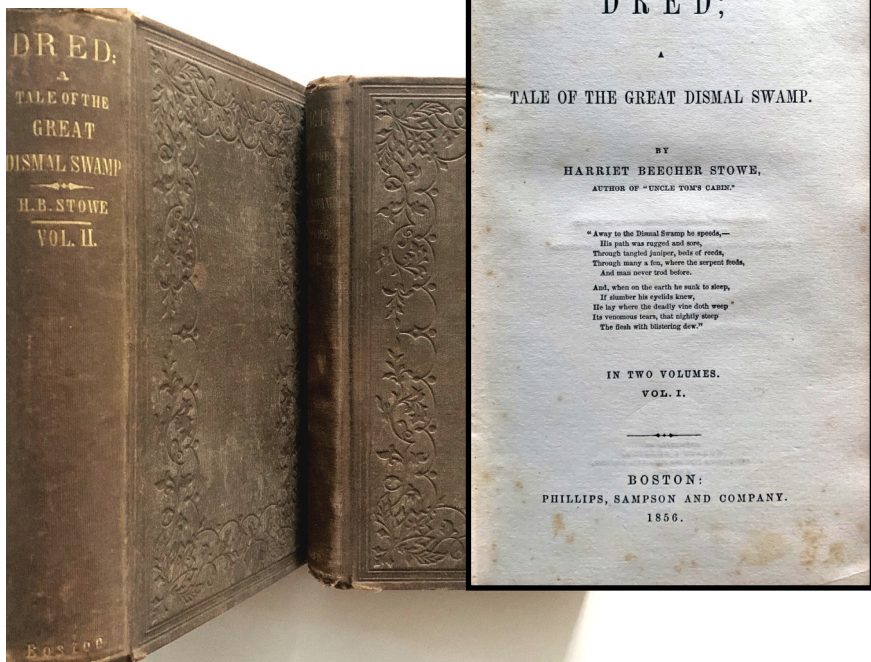 DRED:
A
TALE OF THE
GREAT
DISMAL SWAMP
H.B. STOWE
VOL. II.
Boston
DRED;
A
TALE OF THE GREAT DISMAL SWAMP.
BY
HARRIET BEECHER STOWE,
AUTHOR OF "UNCLE TOM'S CABIN."
"Away to the Dismal Swamp he speeds,—
His path was rugged and sore,
Through tangled juniper, beds of reeds,
Through many a fen, where the serpent feeds,
And man never trod before.
And, when on the earth he sunk to sleep,
If slumber his eyelids knew,
He lay where the deadly vine doth weep
Its venomous tears, that nightly steep
The flesh with blistering dew."
IN TWO VOLUMES.
VOL. I.
BOSTON:
PHILLIPS, SAMPSON AND COMPANY.
1856.